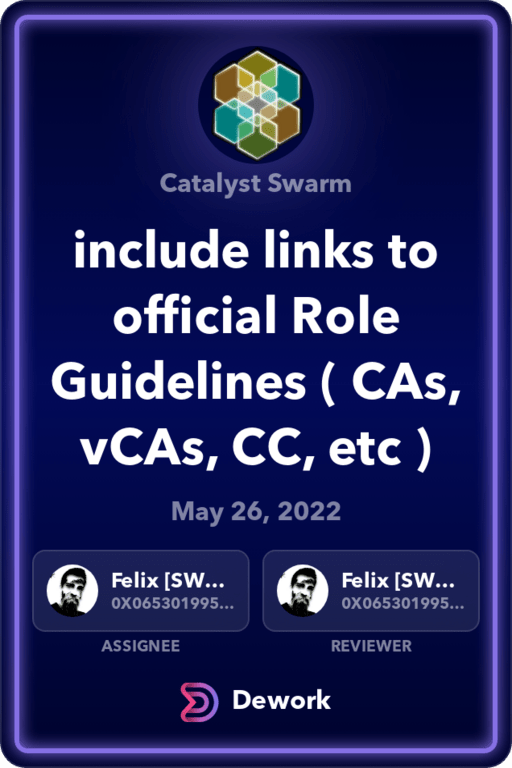 Catalyst Swarm
include links to
official Role
Guidelines ( CAs,
vCAs, CC, etc )
May 26, 2022
Felix [SW...
0X065301995...
ASSIGNEE
Felix [SW...
0X065301995...
REVIEWER
Dework